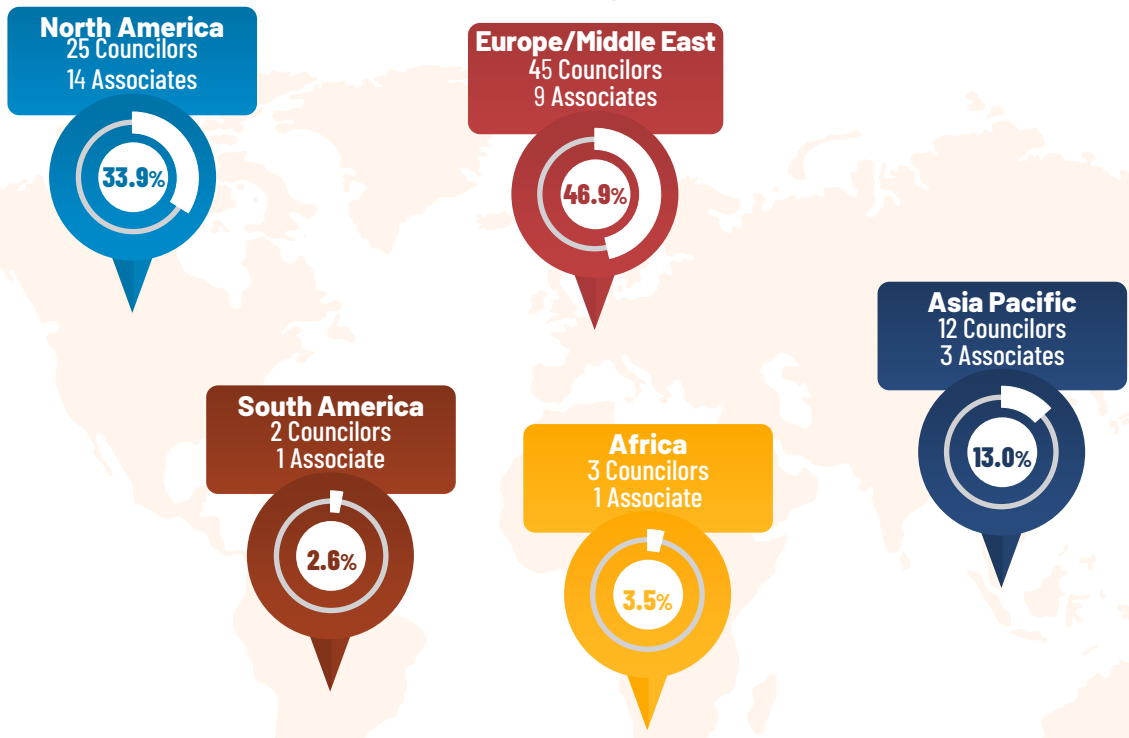 North America
25 Councilors
14 Associates
33.9%
Europe/Middle East
45 Councilors
9 Associates
46.9%
Asia Pacific
12 Councilors
3 Associates
13.0%
South America
2 Councilors
1 Associate
2.6%
Africa
3 Councilors
1 Associate
3.5%